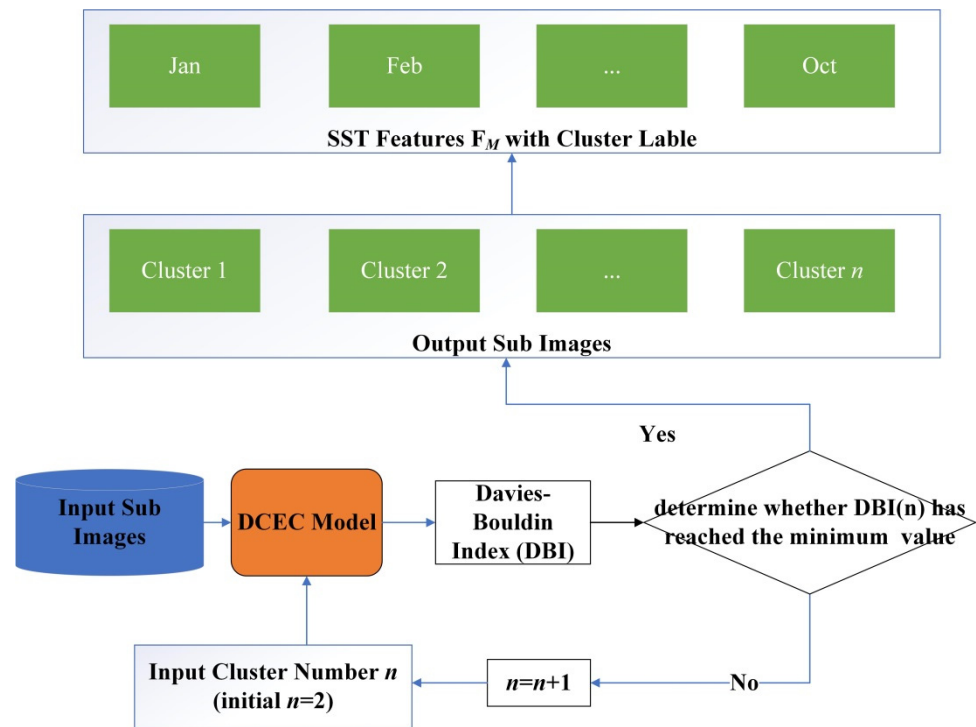 Jan
Feb
...
Oct
SST Features F_M with Cluster Lable
Cluster 1
Cluster 2
...
Cluster n
Output Sub Images
Yes
Input Sub
Images
DCEC Model
Davies-
Bouldin
Index (DBI)
determine whether DBI(n) has
reached the minimum value
Input Cluster Number n
(initial n=2)
n=n+1
No